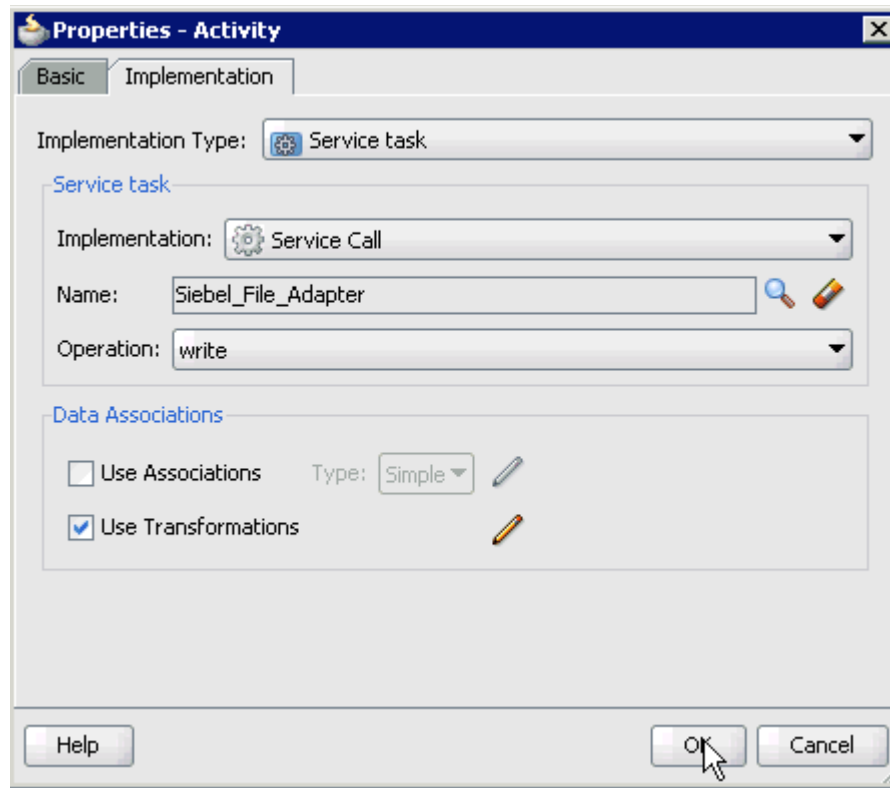 Properties - Activity
Basic Implementation
Implementation Type: Service task
Service task
Implementation: Service Call
Name: Siebel_File_Adapter
Operation: write
Data Associations
Use Associations Type: Simple
Use Transformations
Help OK Cancel